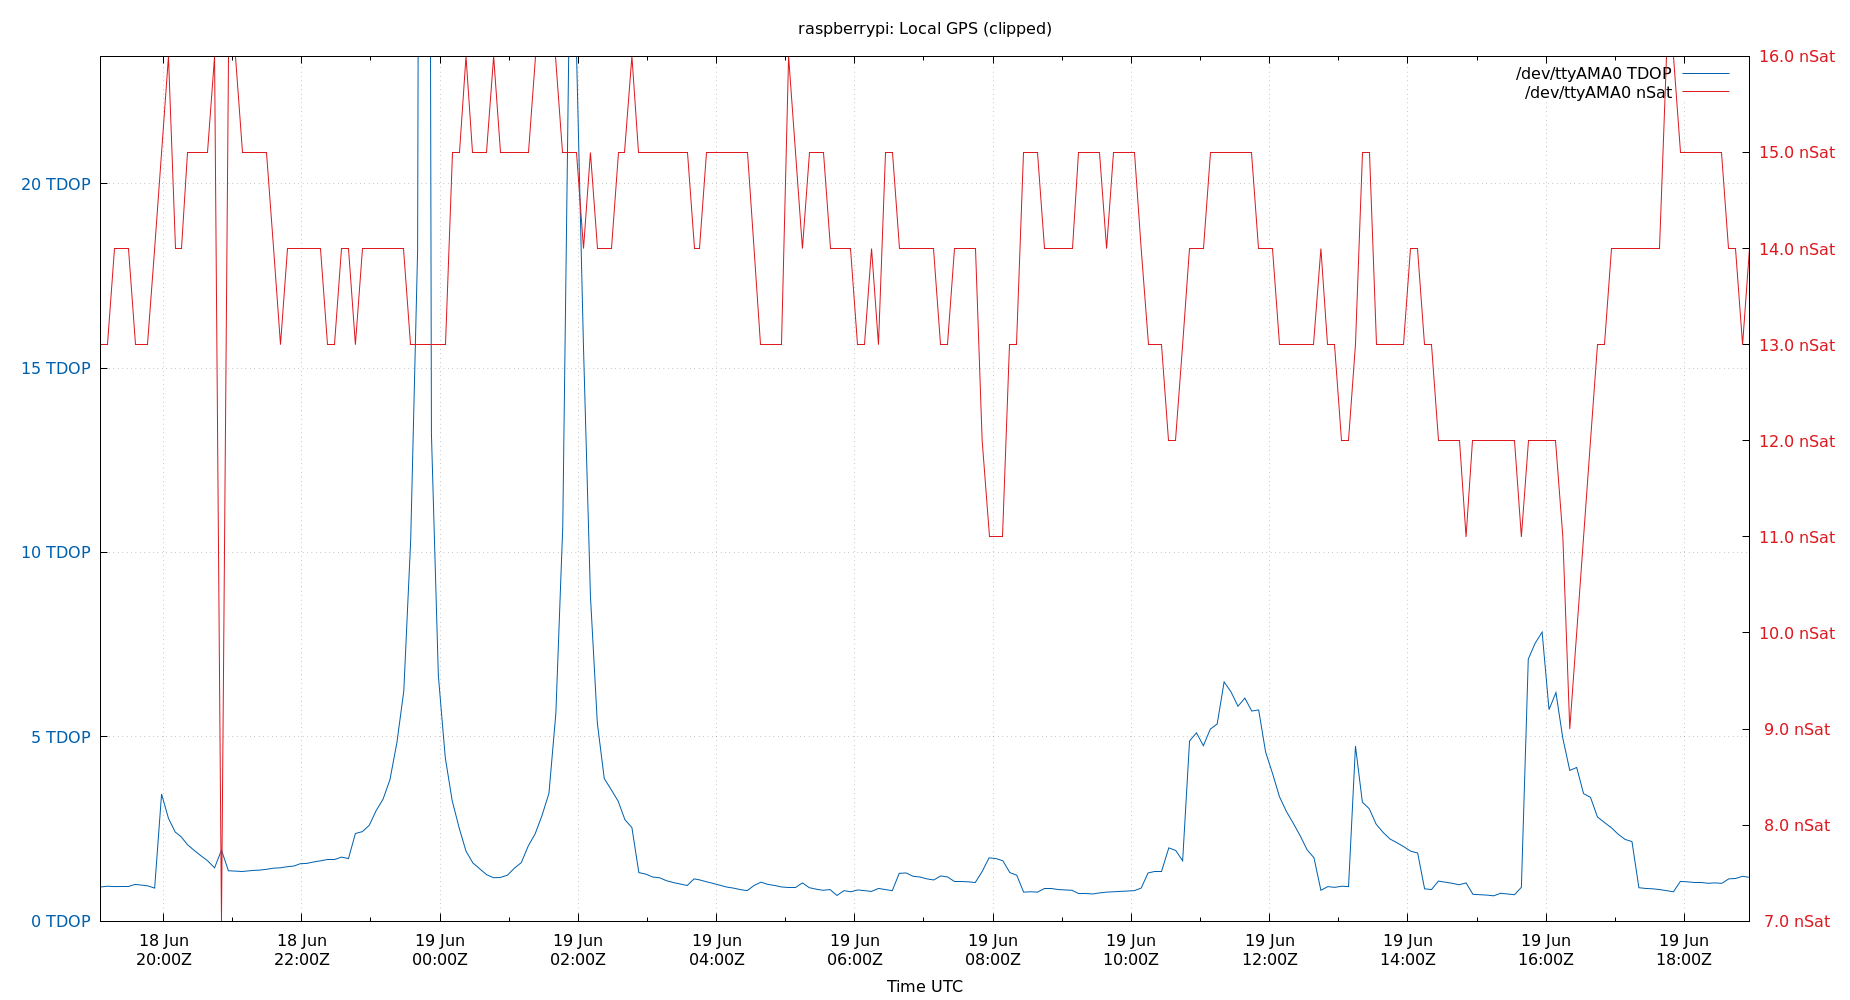 raspberrypi: Local GPS (clipped)
/dev/ttyAMA0 TDOP
/dev/ttyAMA0 nSat
20 TDOP
15 TDOP
10 TDOP
5 TDOP
0 TDOP
16.0 nSat
15.0 nSat
14.0 nSat
13.0 nSat
12.0 nSat
11.0 nSat
10.0 nSat
9.0 nSat
8.0 nSat
7.0 nSat
18 Jun
20:00Z
18 Jun
22:00Z
19 Jun
00:00Z
19 Jun
02:00Z
19 Jun
04:00Z
19 Jun
06:00Z
19 Jun
08:00Z
19 Jun
10:00Z
19 Jun
12:00Z
19 Jun
14:00Z
19 Jun
16:00Z
19 Jun
18:00Z
Time UTC